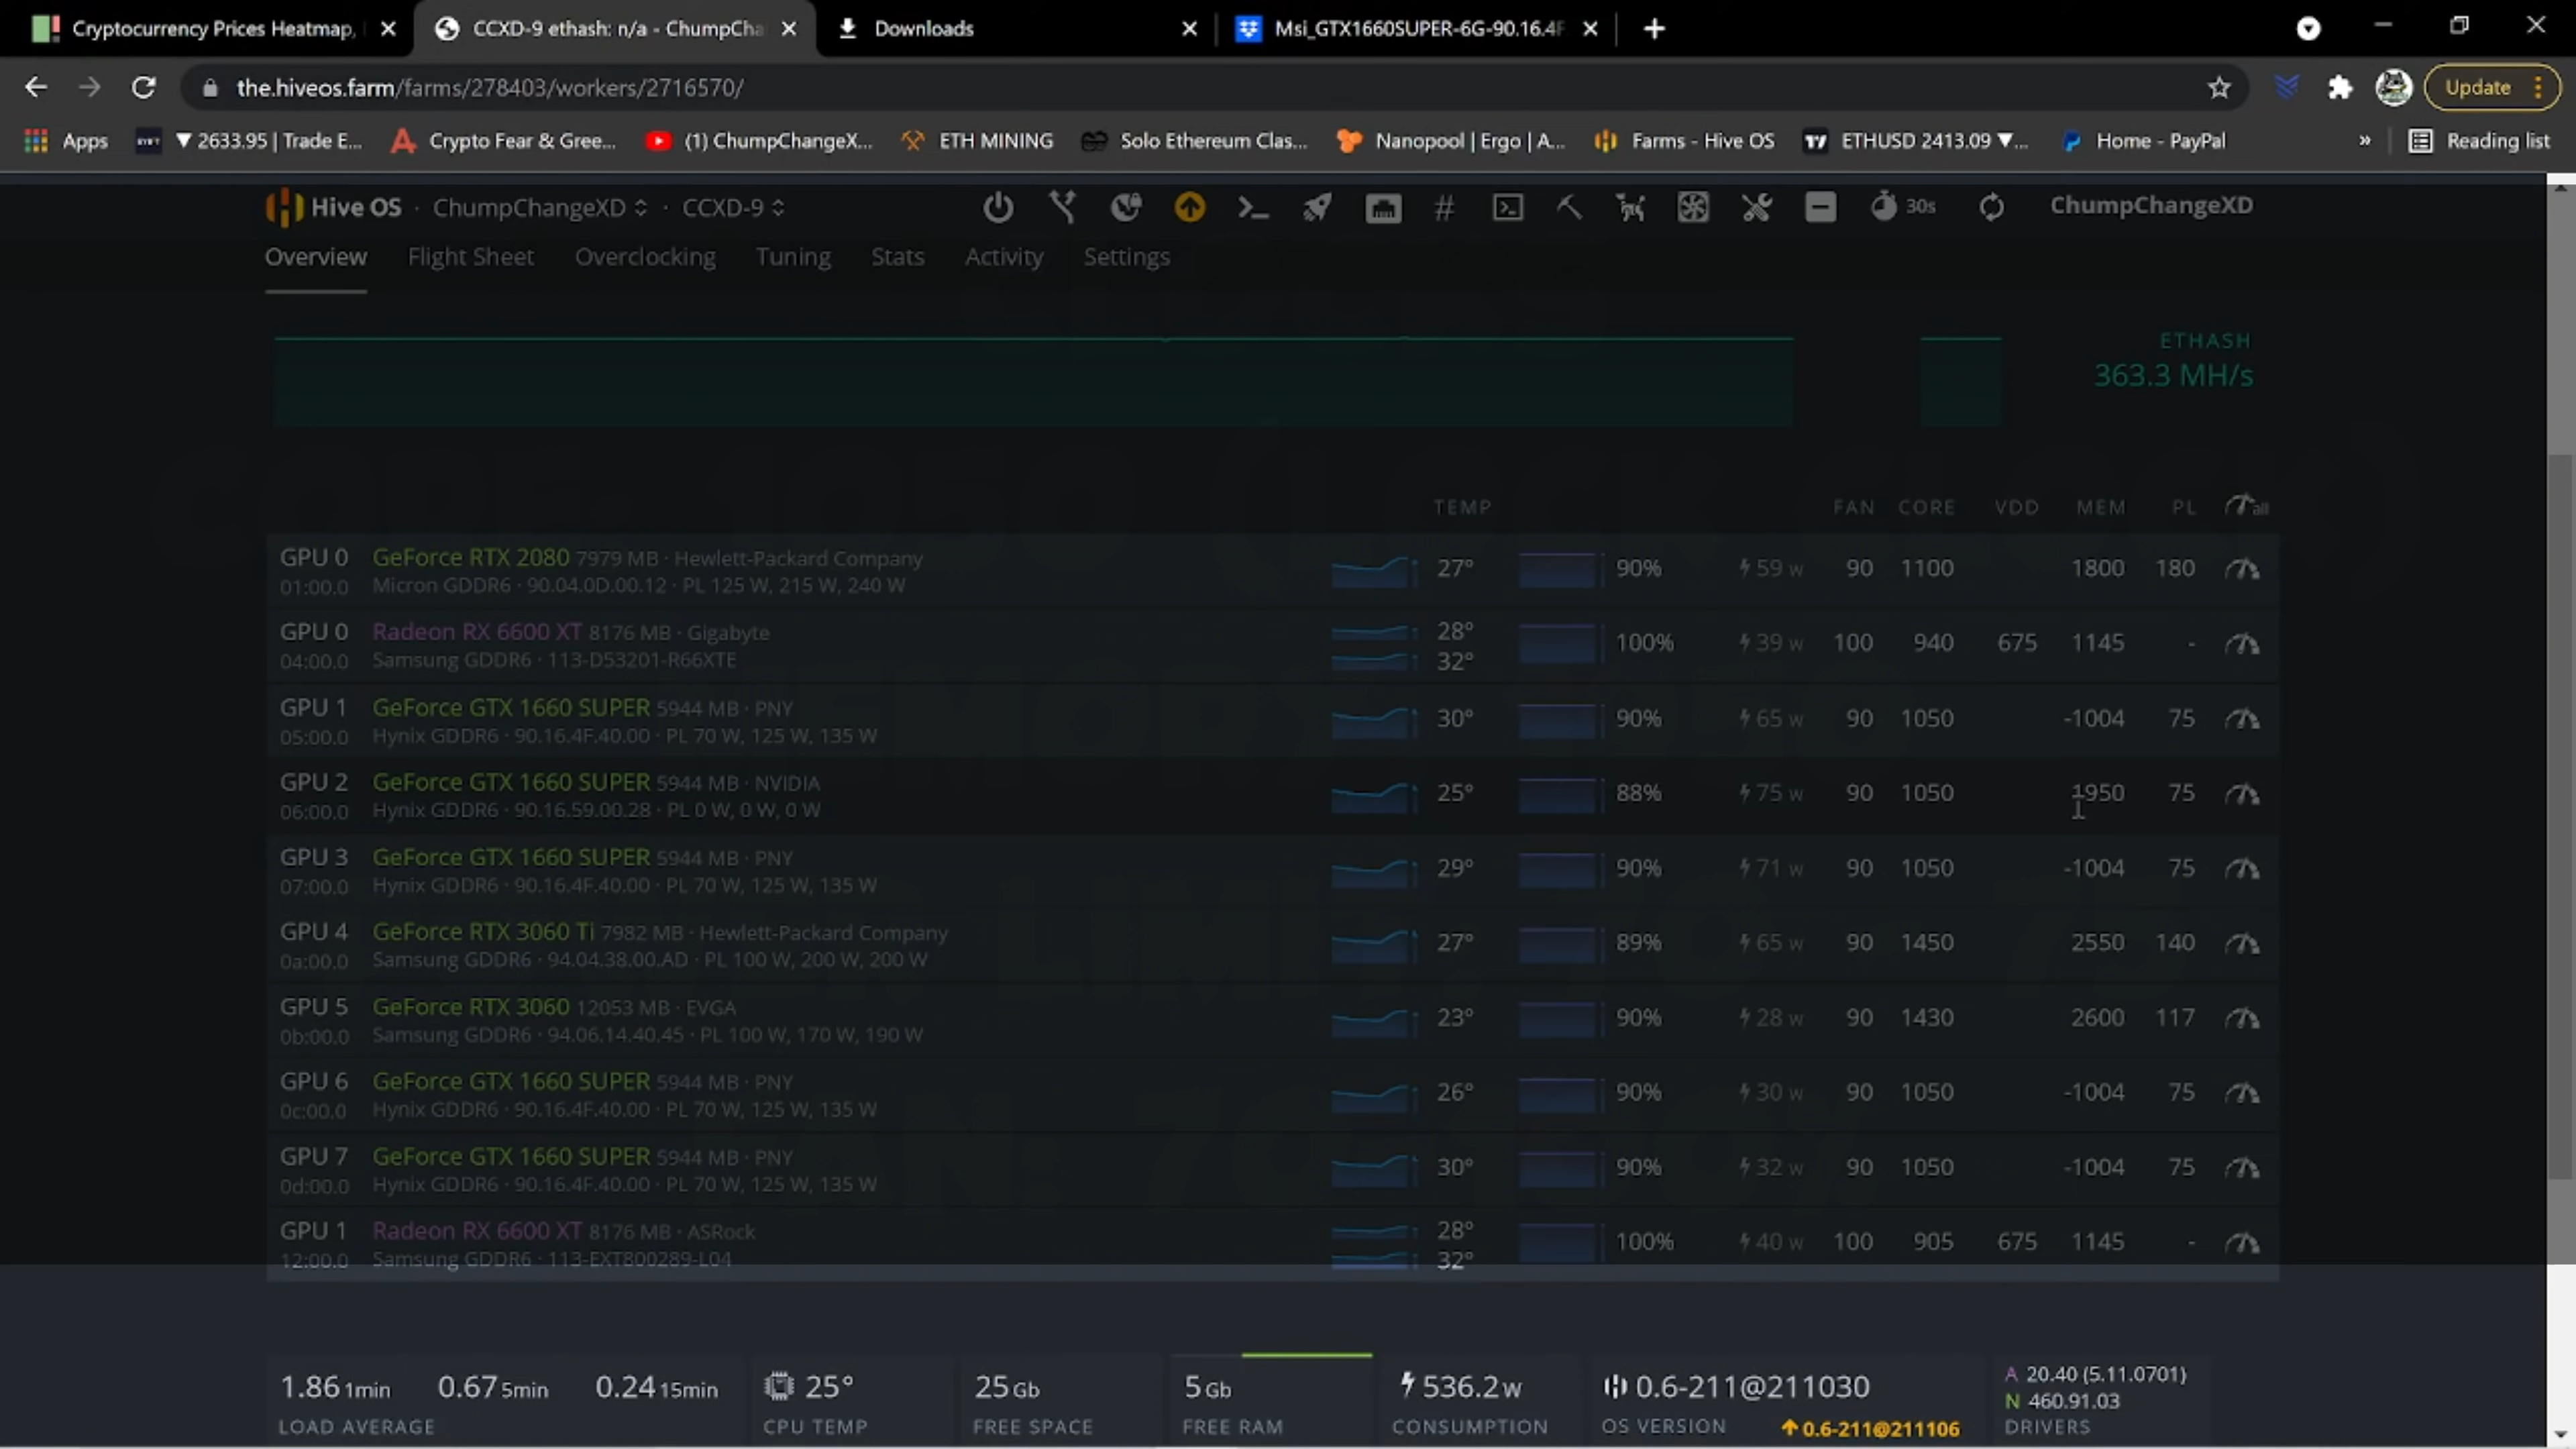 Cryptocurrency Prices Heatmap,
CCXD-9 ethash: n/a - ChumpCha
Downloads
Msi_GTX1660SUPER-6G-90.16.4F
the.hiveos.farm/farms/278403/workers/2716570/
Update
Apps
▼ 2633.95 | Trade E...
Crypto Fear & Gree...
(1) ChumpChangeX...
ETH MINING
Solo Ethereum Clas...
Nanopool | Ergo | A...
Farms - Hive OS
ETHUSD 2413.09 ▼...
Home - PayPal
»
Reading list
Hive OS · ChumpChangeXD · CCXD-9
30s
ChumpChangeXD
Overview Flight Sheet Overclocking Tuning Stats Activity Settings
ETHASH
363.3 MH/s
TEMP FAN CORE VDD MEM PL all
GPU 0 GeForce RTX 2080 7979 MB · Hewlett-Packard Company
01:00.0 Micron GDDR6 · 90.04.0D.00.12 · PL 125 W, 215 W, 240 W
27° 90% 59 W 90 1100 1800 180
GPU 0 Radeon RX 6600 XT 8176 MB · Gigabyte
04:00.0 Samsung GDDR6 · 113-D53201-R66XTE
28° 32° 100% 39 W 100 940 675 1145 -
GPU 1 GeForce GTX 1660 SUPER 5944 MB · PNY
05:00.0 Hynix GDDR6 · 90.16.4F.40.00 · PL 70 W, 125 W, 135 W
30° 90% 65 W 90 1050 -1004 75
GPU 2 GeForce GTX 1660 SUPER 5944 MB · NVIDIA
06:00.0 Hynix GDDR6 · 90.16.59.00.28 · PL 0 W, 0 W, 0 W
25° 88% 75 W 90 1050 1950 75
GPU 3 GeForce GTX 1660 SUPER 5944 MB · PNY
07:00.0 Hynix GDDR6 · 90.16.4F.40.00 · PL 70 W, 125 W, 135 W
29° 90% 71 W 90 1050 -1004 75
GPU 4 GeForce RTX 3060 Ti 7982 MB · Hewlett-Packard Company
0a:00.0 Samsung GDDR6 · 94.04.38.00.AD · PL 100 W, 200 W, 200 W
27° 89% 65 W 90 1450 2550 140
GPU 5 GeForce RTX 3060 12053 MB · EVGA
0b:00.0 Samsung GDDR6 · 94.06.14.40.45 · PL 100 W, 170 W, 190 W
23° 90% 28 W 90 1430 2600 117
GPU 6 GeForce GTX 1660 SUPER 5944 MB · PNY
0c:00.0 Hynix GDDR6 · 90.16.4F.40.00 · PL 70 W, 125 W, 135 W
26° 90% 30 W 90 1050 -1004 75
GPU 7 GeForce GTX 1660 SUPER 5944 MB · PNY
0d:00.0 Hynix GDDR6 · 90.16.4F.40.00 · PL 70 W, 125 W, 135 W
30° 90% 32 W 90 1050 -1004 75
GPU 1 Radeon RX 6600 XT 8176 MB · ASRock
12:00.0 Samsung GDDR6 · 113-EXT800289-L04
28° 32° 100% 40 W 100 905 675 1145 -
1.86 1min 0.67 5min 0.24 15min
LOAD AVERAGE
25°
CPU TEMP
25 Gb
FREE SPACE
5 Gb
FREE RAM
536.2 W
CONSUMPTION
0.6-211@211030
OS VERSION 0.6-211@211106
A 20.40 (5.11.0701)
N 460.91.03
DRIVERS